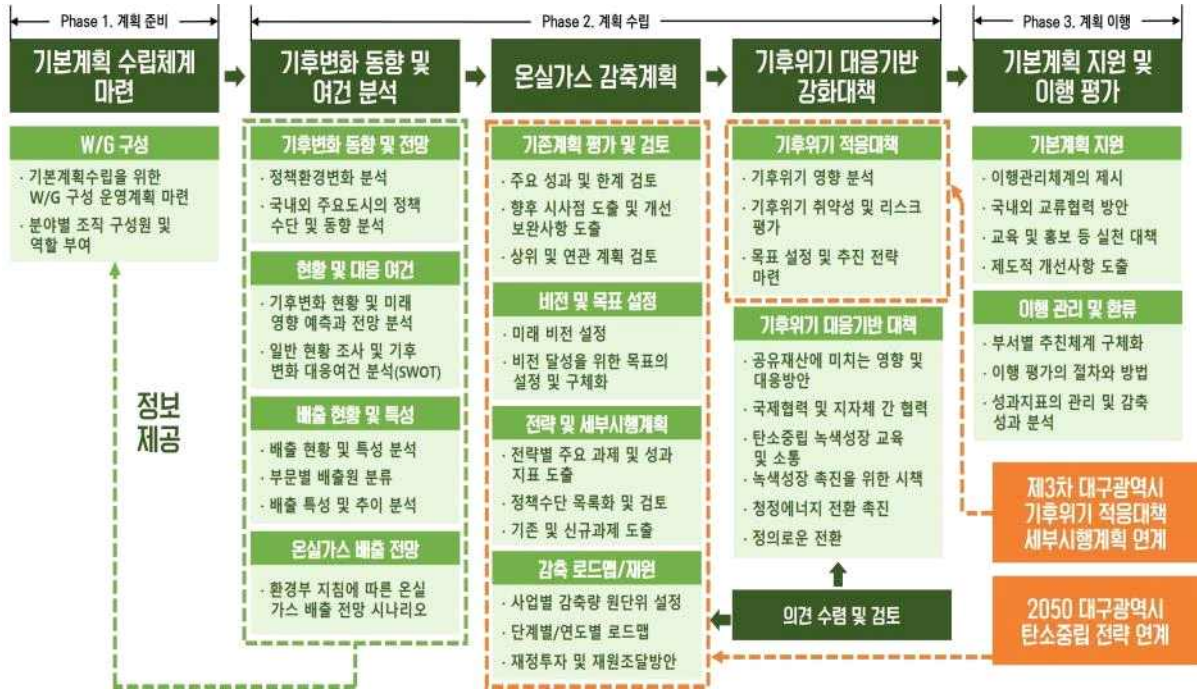 Phase 1. 계획 준비
Phase 2. 계획 수립
Phase 3. 계획 이행
기본계획 수립체계
마련
기후변화 동향 및
여건 분석
온실가스 감축계획
기후위기 대응기반
강화대책
기본계획 지원 및
이행 평가
W/G 구성
· 기본계획수립을 위한
W/G 구성 운영계획 마련
· 분야별 조직 구성원 및
역할 부여
정보
제공
기후변화 동향 및 전망
· 정책환경변화 분석
· 국내외 주요도시의 정책
수단 및 동향 분석
현황 및 대응 여건
· 기후변화 현황 및 미래
영향 예측과 전망 분석
· 일반 현황 조사 및 기후
변화 대응여건 분석(SWOT)
배출 현황 및 특성
· 배출 현황 및 특성 분석
· 부문별 배출원 분류
· 배출 특성 및 추이 분석
온실가스 배출 전망
· 환경부 지침에 따른 온실
가스 배출 전망 시나리오
기존계획 평가 및 검토
· 주요 성과 및 한계 검토
· 향후 시사점 도출 및 개선
보완사항 도출
· 상위 및 연관 계획 검토
비전 및 목표 설정
· 미래 비전 설정
· 비전 달성을 위한 목표의
설정 및 구체화
전략 및 세부시행계획
· 전략별 주요 과제 및 성과
지표 도출
· 정책수단 목록화 및 검토
· 기존 및 신규과제 도출
감축 로드맵/재원
· 사업별 감축량 원단위 설정
· 단계별/연도별 로드맵
· 재정투자 및 재원조달방안
기후위기 적응대책
· 기후위기 영향 분석
· 기후위기 취약성 및 리스크
평가
· 목표 설정 및 추진 전략
마련
기후위기 대응기반 대책
· 공유재산에 미치는 영향 및
대응방안
· 국제협력 및 지자체 간 협력
· 탄소중립 녹색성장 교육
및 소통
· 녹색성장 촉진을 위한 시책
· 청정에너지 전환 촉진
· 정의로운 전환
의견 수렴 및 검토
기본계획 지원
· 이행관리체계의 제시
· 국내외 교류협력 방안
· 교육 및 홍보 등 실천 대책
· 제도적 개선사항 도출
이행 관리 및 환류
· 부서별 추친체계 구체화
· 이행 평가의 절차와 방법
· 성과지표의 관리 및 감축
성과 분석
제3차 대구광역시
기후위기 적응대책
세부시행계획 연계
2050 대구광역시
탄소중립 전략 연계